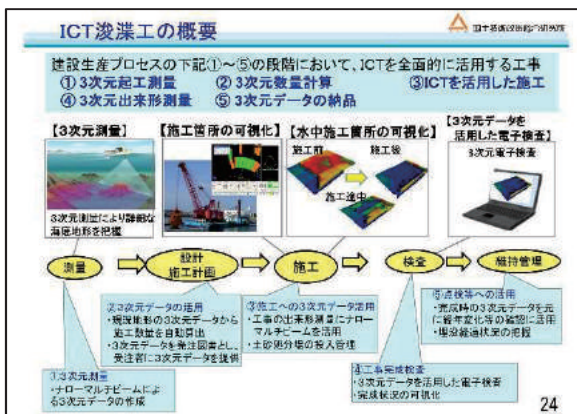 ICT浚渫工の概要
建設生産プロセスの下記①～⑤の段階において、ICTを全面的に活用する工事
① 3次元起工測量 ② 3次元数量計算 ③ICTを活用した施工
④ 3次元出来形測量 ⑤ 3次元データの納品
【3次元測量】
【施工箇所の可視化】
【水中施工箇所の可視化】
【3次元データを
活用した電子検査】
3次元測量により詳細な
海底地形を把握
施工前
施工後
施工途中
3次元電子検査
測量
設計
施工計画
施工
検査
維持管理
②3次元データの活用
・現況地形の3次元データから
施工数量を自動算出
・3次元データを発注図書とし、
受注者に3次元データを提供
③施工への3次元データ活用
・工事の出来形測量にナロー
マルチビームを活用
・土砂処分場の投入管理
⑤点検等への活用
・完成時の3次元データを元
に経年変化等の確認に活用
・埋没経過状況の把握
①3次元測量
・ナローマルチビームによ
る3次元データの作成
④工事完成検査
・3次元データを活用した電子検査
・完成状況の可視化
24